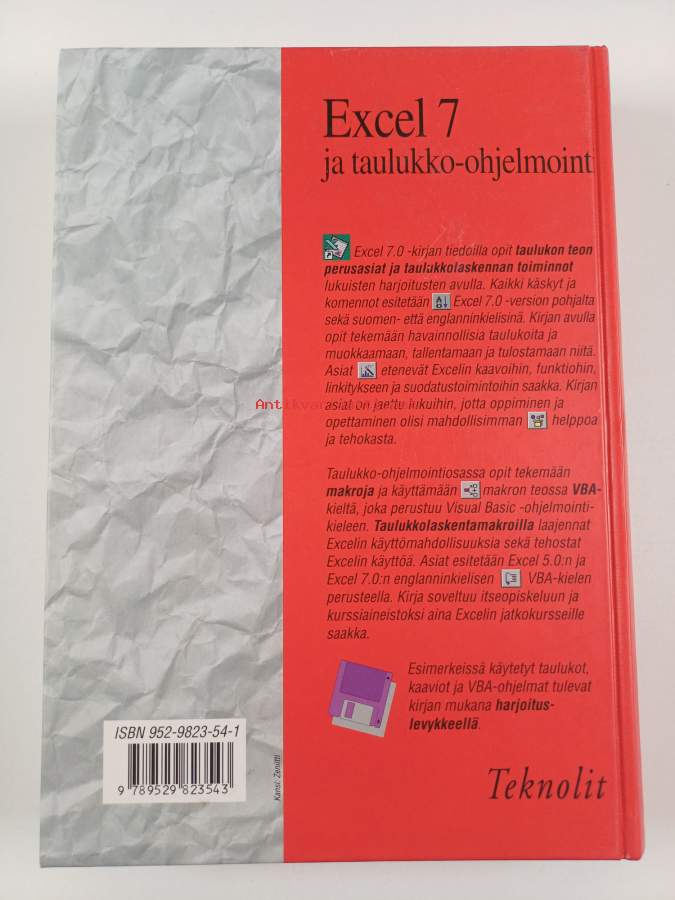 Excel 7
ja taulukko-ohjelmoint
Excel 7.0 -kirjan tiedoilla opit taulukon teon
perusasiat ja taulukkolaskennan toiminnot
lukuisten harjoitusten avulla. Kaikki käskyt ja
komennot esitetään Excel 7.0 -version pohjalta
sekä suomen- että englanninkielisinä. Kirjan avulla
opit tekemään havainnollisia taulukoita ja
muokkaamaan, tallentamaan ja tulostamaan niitä.
Asiat etenevät Excelin kaavoihin, funktioihin,
linkitykseen ja suodatustoimintoihin saakka. Kirjan
asiat on jaettu lukuihin, jotta oppiminen ja
opettaminen olisi mahdollisimman helppoa
ja tehokasta.
Taulukko-ohjelmointiosassa opit tekemään
makroja ja käyttämään makron teossa VBA-
kieltä, joka perustuu Visual Basic -ohjelmointi-
kieleen. Taulukkolaskentamakroilla laajennat
Excelin käyttömahdollisuuksia sekä tehostat
Excelin käyttöä. Asiat esitetään Excel 5.0:n ja
Excel 7.0:n englanninkielisen VBA-kielen
perusteella. Kirja soveltuu itseopiskeluun ja
kurssiaineistoksi aina Excelin jatkokursseille
saakka.
Esimerkeissä käytetyt taulukot,
kaaviot ja VBA-ohjelmat tulevat
kirjan mukana harjoitus-
levykkeellä.
ISBN 952-9823-54-1
9 789529 823543
Kansi: Zeniitti
Teknolit